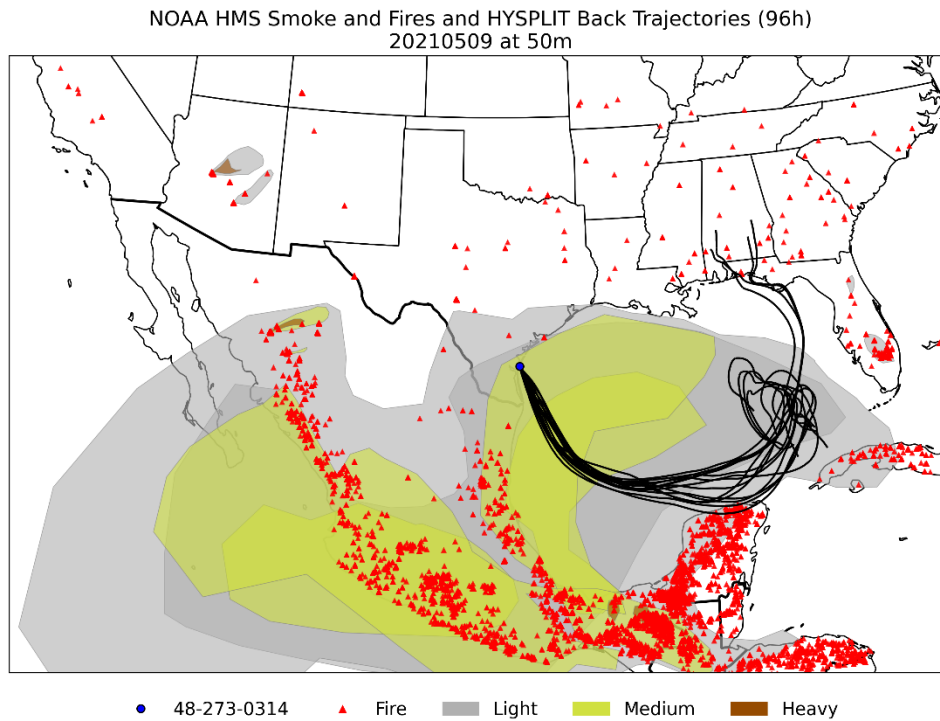 NOAA HMS Smoke and Fires and HYSPLIT Back Trajectories (96h)
20210509 at 50m
48-273-0314 Fire Light Medium Heavy